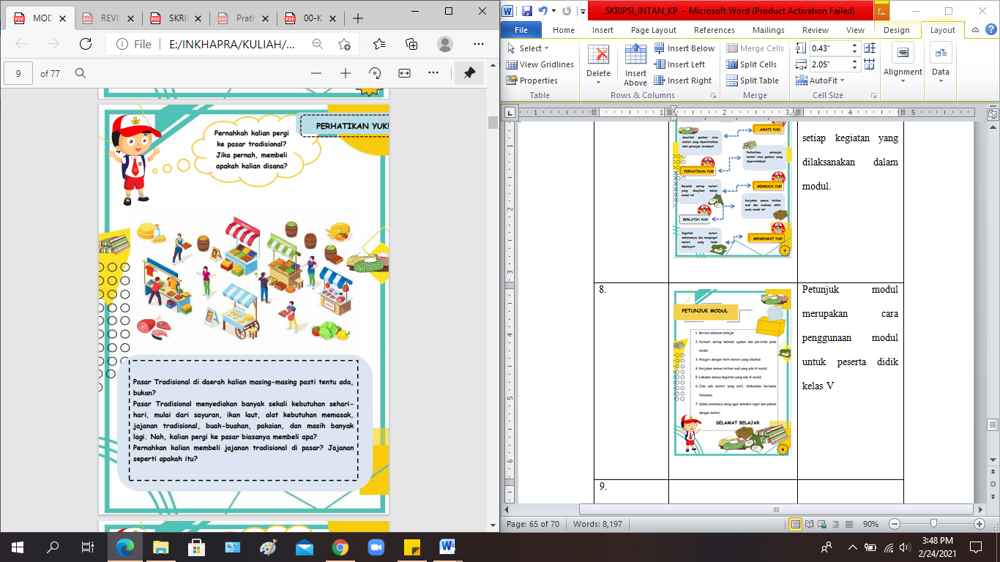 MOD
REVIS
SKRI
Prath
00-K
File
E:/INKHAPRA/KULIAH/...
9
of 77
PERHATIKAN YUK!
Pernahkah kalian pergi
ke pasar tradisional?
Jika pernah, membeli
apakah kalian disana?
Pasar Tradisional di daerah kalian masing-masing pasti tentu ada,
bukan?
Pasar Tradisional menyediakan banyak sekali kebutuhan sehari-
hari, mulai dari sayuran, ikan laut, alat kebutuhan memasak,
jajanan tradisional, buah-buahan, pakaian, dan masih banyak
lagi. Nah, kalian pergi ke pasar biasanya membeli apa?
Pernahkan kalian membeli jajanan tradisional di pasar? Jajanan
seperti apakah itu?
SKRIPSI_INTAN_KP - Microsoft Word (Product Activation Failed)
File Home Insert Page Layout References Mailings Review View Design Layout
Select
View Gridlines
Properties
Table
Delete
Insert Above
Insert Below
Insert Left
Insert Right
Rows & Columns
Merge Cells
Split Cells
Split Table
Merge
0.43"
2.05"
AutoFit
Cell Size
Alignment
Data
AMATI YUK!
Amatilah gambar atau
materi yang diperintahkan
oleh petunjuk tersebut!
Perhatikan petunjuk,
materi atau gambar yang
diperintahkan!
PERHATIKAN YUK!
Bacalah setiap materi
yang disajikan dalam
modul ini!
MEMBACA YUK!
Kerjakan semua latihan
soal dan evaluasi akhir
pada modul ini!
BERLATIH YUK!
Ingatlah materi
sebelumnya dan mengingat
materi yang telah
dipelajari!
MENGINGAT YUK!
7
setiap kegiatan yang
dilaksanakan dalam
modul.
8.
PETUNJUK MODUL
1. Berdoa sebelum belajar
2. Cermati setiap kalimat ajakan dan perintah pada
modul
3. Pelajari dengan teliti materi yang dibahas
4. Kerjakan semua latihan soal yang ada di modul
5. Lakukan semua kegiatan yang ada di modul
6. Jika ada materi yang sulit, diskusikan bersama
temanmu
7. Selalu membaca ulang agar semakin ingat dan paham
dengan materi
SELAMAT BELAJAR
Petunjuk modul
merupakan cara
penggunaan modul
untuk peserta didik
kelas V
9.
Page: 65 of 70
Words: 8,197
90%
3:48 PM
2/24/2021